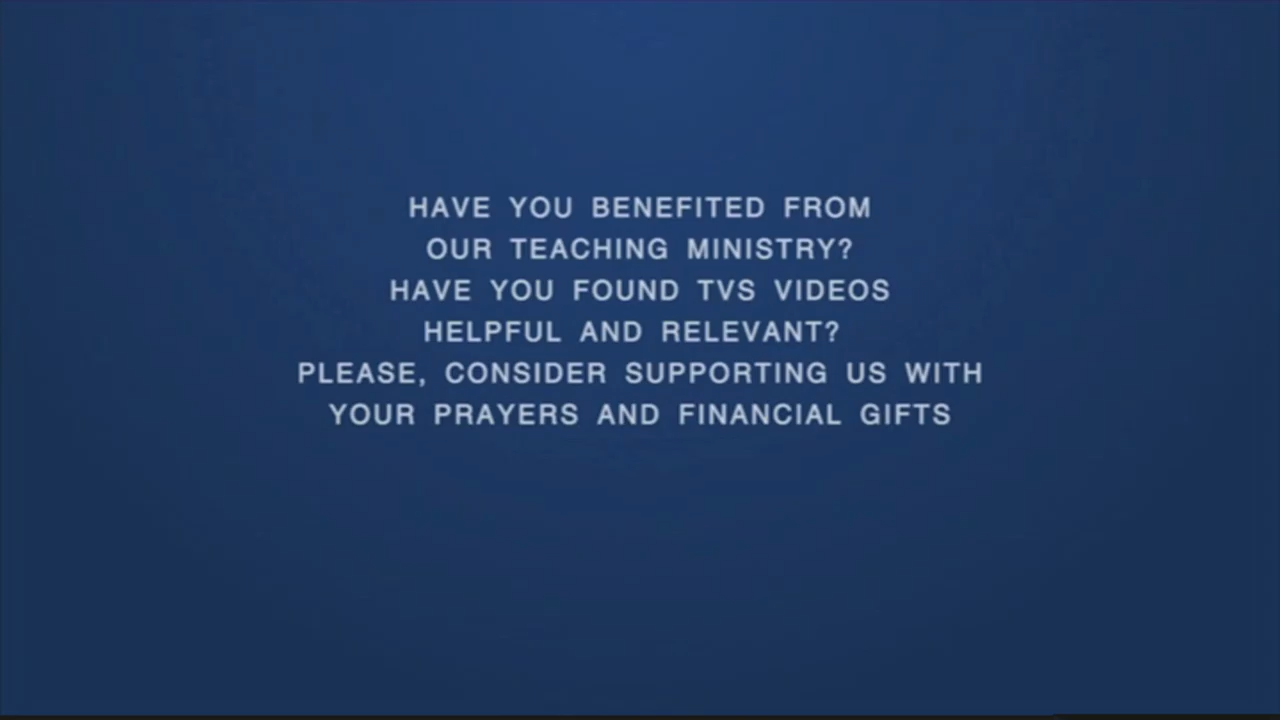 HAVE YOU BENEFITED FROM
OUR TEACHING MINISTRY?
HAVE YOU FOUND TVS VIDEOS
HELPFUL AND RELEVANT?
PLEASE, CONSIDER SUPPORTING US WITH
YOUR PRAYERS AND FINANCIAL GIFTS